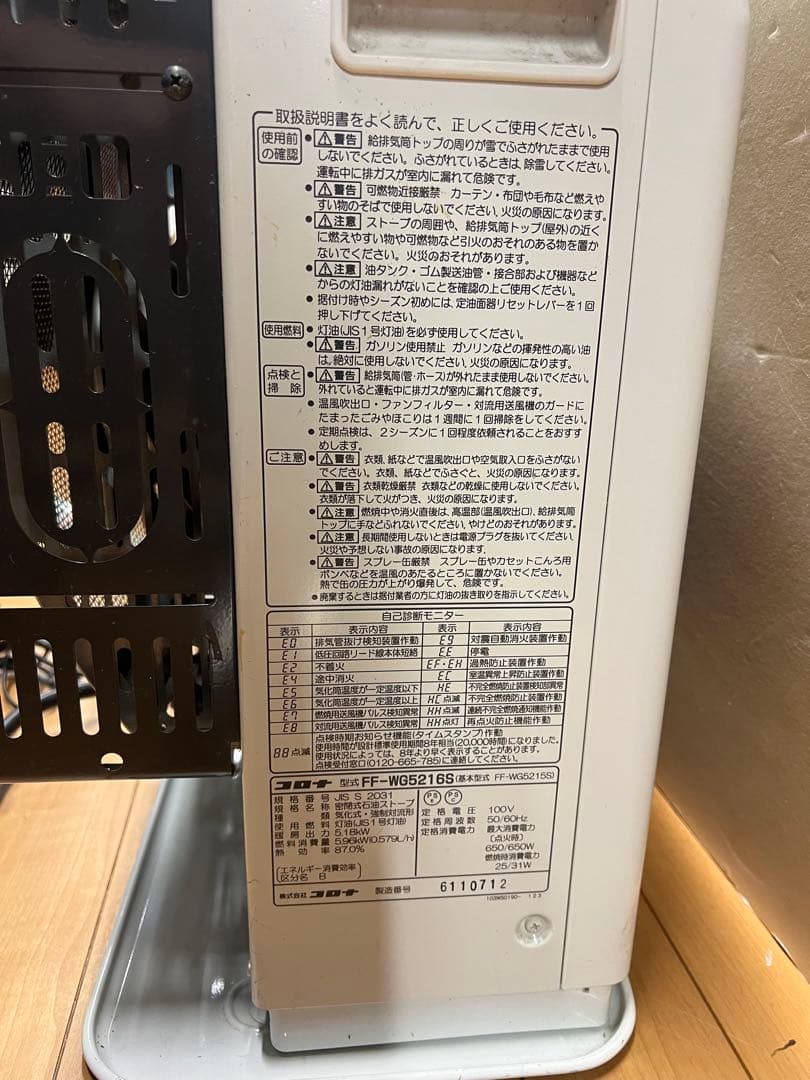 取扱説明書をよく読んで、正しくご使用ください。
使用前の確認
●⚠警告 給排気筒トップの周りが雪でふさがれたままで使用
しないでください。ふさがれているときは、除雪してください。
運転中に排ガスが室内に漏れて危険です。
●⚠警告 可燃物近接厳禁 カーテン・布団や毛布など燃えや
すい物のそばで使用しないでください。火災の原因になります。
●⚠注意 ストーブの周囲や、給排気筒トップ(屋外)の近く
に燃えやすい物や可燃物など引火のおそれのある物を置か
ないでください。火災のおそれがあります。
●⚠注意 油タンク・ゴム製送油管・接合部および機器など
からの灯油漏れがないことを確認の上ご使用ください。
●据付け時やシーズン初めには、定油面器リセットレバーを1回
押し下げてください。
使用燃料
●灯油(JIS1号灯油)を必ず使用してください。
●⚠警告 ガソリン使用禁止 ガソリンなどの揮発性の高い油
は、絶対に使用しないでください。火災の原因になります。
点検と掃除
●⚠警告 給排気筒(管・ホース)が外れたまま使用しないでください。
外れていると運転中に排ガスが室内に漏れて危険です。
●温風吹出口・ファンフィルター・対流用送風機のガードに
たまったごみやほこりは1週間に1回掃除をしてください。
●定期点検は、2シーズンに1回程度依頼されることをおすす
めします。
ご注意
●⚠警告 衣類、紙などで温風吹出口や空気取入口をふさがない
でください。衣類、紙などでふさぐと、火災の原因になります。
●⚠警告 衣類乾燥厳禁 衣類などの乾燥に使用しないでください。
衣類が落下して火がつき、火災の原因になります。
●⚠注意 燃焼中や消火直後は、高温部(温風吹出口)、給排気筒
トップに手などふれないでください。やけどのおそれがあります。
●⚠注意 長期間使用しないときは電源プラグを抜いてください。
火災や予想しない事故の原因になります。
●⚠警告 スプレー缶厳禁 スプレー缶やカセットこんろ用
ボンベなどを温風のあたるところに置かないでください。
熱で缶の圧力が上がり爆発して、危険です。
●廃棄するときは据付業者の方に灯油の抜き取りを指示してください。
自己診断モニター
表示 表示内容 表示 表示内容
E0 排気管抜け検知装置作動 E9 対震自動消火装置作動
E1 低圧回路リード線本体短絡 EE 停電
E2 不着火 EF・EH 過熱防止装置作動
E4 途中消火 EC 室温異常上昇防止装置作動
E5 気化筒温度が一定温度以下 HE 不完全燃焼防止装置検知回異常
E6 気化筒温度が一定温度以上 HC点滅 不完全燃焼防止装置作動
E7 燃焼用送風機パルス検知異常 HH点滅 連続不完全燃焼通知機能作動
E8 対流用送風機パルス検知異常 HH点灯 再点火防止機能作動
88点滅 点検時期お知らせ機能(タイムスタンプ)作動
使用時間が設計標準使用期間8年相当(20,000時間)になりました。
使用状況によっては、8年より早く表示することがあります。
点検受付窓口(0120-665-785)に連絡してください。
コロナ 型式 FF-WG5216S(基本型式 FF-WG5215S)
規格番号 JIS S 2031
規格名称 密閉式石油ストーブ
種類 気化式・強制対流形
使用燃料 灯油(JIS1号灯油)
暖房出力 5.18kW
燃料消費量 5.96kW(0.579L/h)
熱効率 87.0%
(エネルギー消費効率)
区分名 B
PSE PSC
定格電圧 100V
定格周波数 50/60Hz
定格消費電力 最大消費電力
(点火時)
650/650W
燃焼時消費電力
25/31W
株式会社 コロナ 製造番号 6110712
103W50190- 123